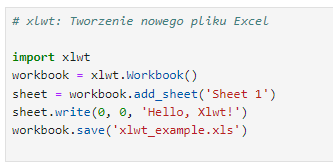 # xlwt: Tworzenie nowego pliku Excel
import xlwt
workbook = xlwt.Workbook()
sheet = workbook.add_sheet('Sheet 1')
sheet.write(0, 0, 'Hello, Xlwt!')
workbook.save('xlwt_example.xls')